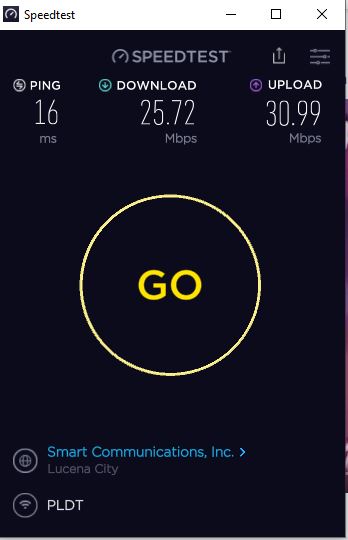 Speedtest
SPEEDTEST
PING DOWNLOAD UPLOAD
16 25.72 30.99
ms Mbps Mbps
GO
Smart Communications, Inc. >
Lucena City
PLDT